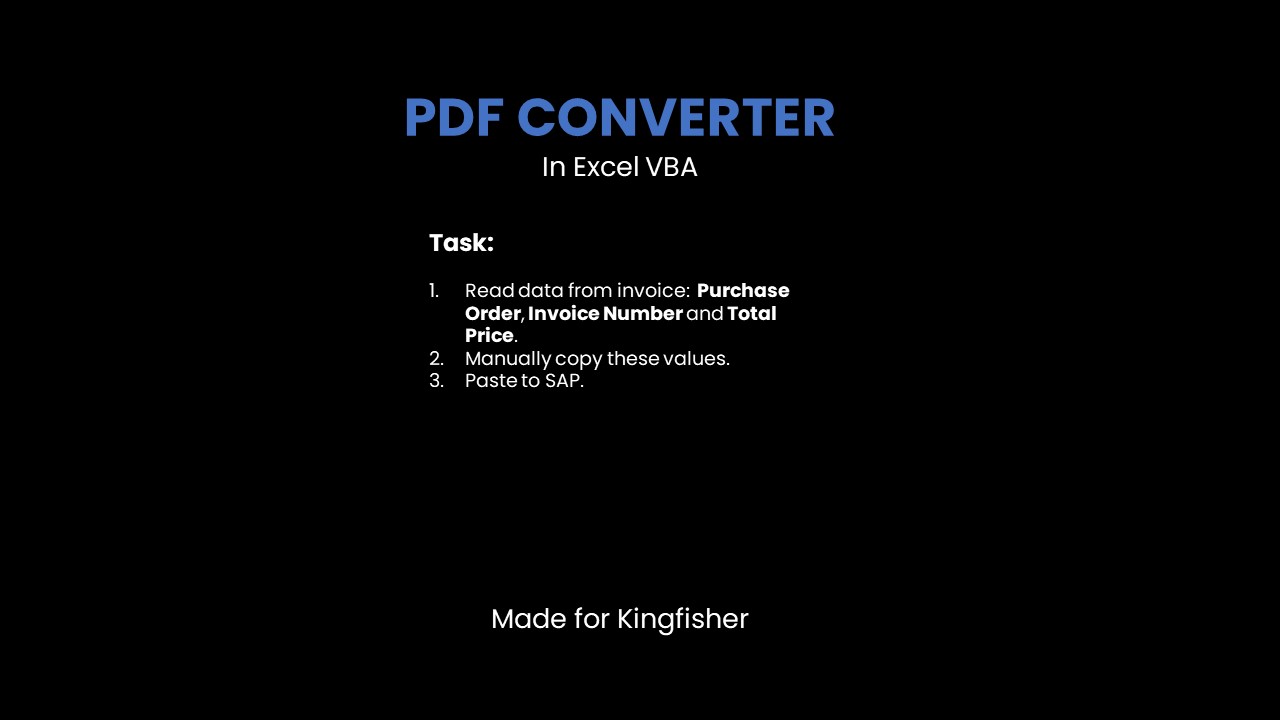 PDF CONVERTER
In Excel VBA
Task:
1. Read data from invoice: Purchase
Order, Invoice Number and Total
Price.
2. Manually copy these values.
3. Paste to SAP.
Made for Kingfisher